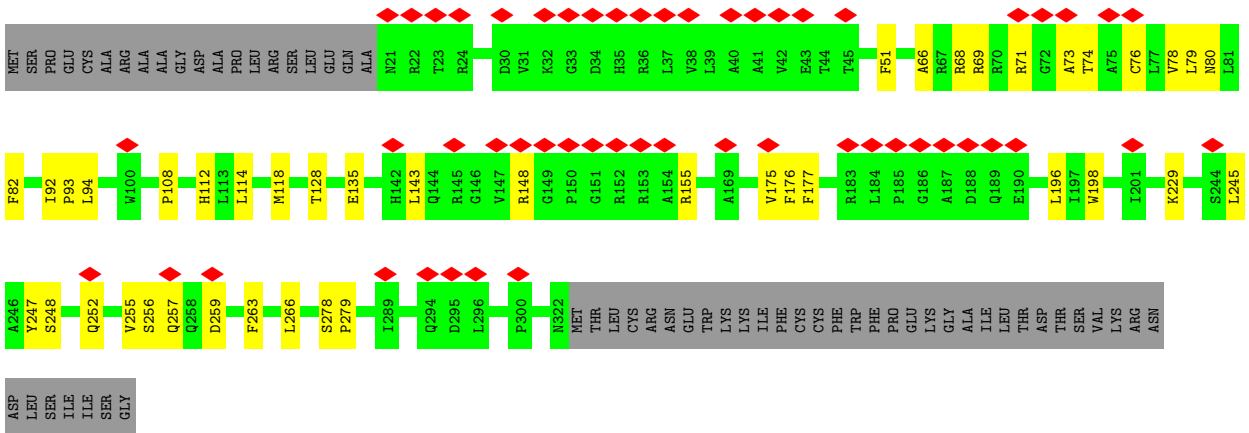 MET SER PRO GLU CYS ALA ARG ALA ALA GLY ASP ALA PRO LEU ARG SER LEU GLU GLN ALA N21 R22 T23 R24 D30 V31 K32 G33 D34 H35 R36 L37 V38 L39 A40 A41 V42 E43 T44 T45 F51 A66 R67 R68 R69 R70 R71 G72 A73 T74 A75 C76 L77 V78 L79 N80 L81
F82 I92 P93 L94 W100 P108 H112 L113 L114 M118 T128 E135 H142 L143 Q144 R145 G146 V147 R148 G149 P150 G151 R152 R153 A154 R155 A169 V175 F176 F177 R183 L184 P185 G186 A187 D188 Q189 E190 L196 I197 W198 I201 K229 S244 L245
A246 Y247 S248 Q252 V255 S256 Q257 Q258 D259 F263 L266 S278 P279 I289 Q294 D295 L296 P300 N322 MET THR LEU CYS ARG ASN GLU TRP LYS LYS ILE PHE CYS CYS PHE TRP PHE PRO GLU LYS GLY ALA ILE LEU THR ASP THR SER VAL LYS ARG ASN
ASP LEU SER ILE ILE SER GLY